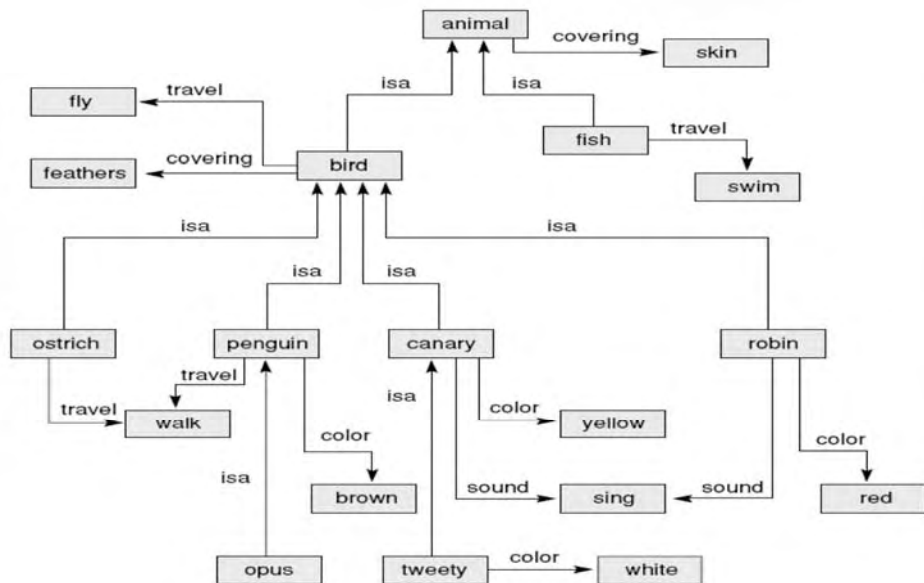 animal
covering
skin
isa
isa
travel
fly
travel
fish
covering
bird
feathers
swim
isa
isa
isa
isa
ostrich
penguin
canary
robin
travel
travel
isa
walk
yellow
color
color
color
isa
brown
sound
sing
sound
red
opus
tweety
color
white